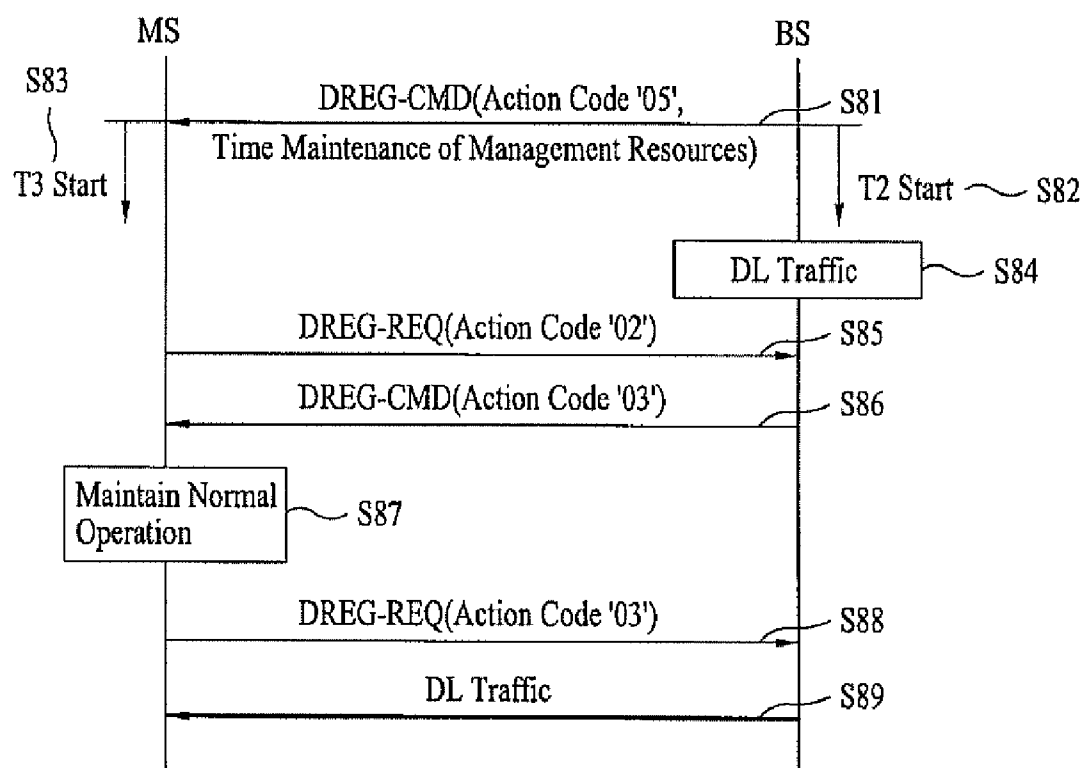 MS
BS
S83
DREG-CMD(Action Code '05',
S81
Time Maintenance of Management Resources)
T3 Start
T2 Start
S82
DL Traffic
S84
DREG-REQ(Action Code '02')
S85
DREG-CMD(Action Code '03')
S86
Maintain Normal
Operation
S87
DREG-REQ(Action Code '03')
S88
DL Traffic
S89